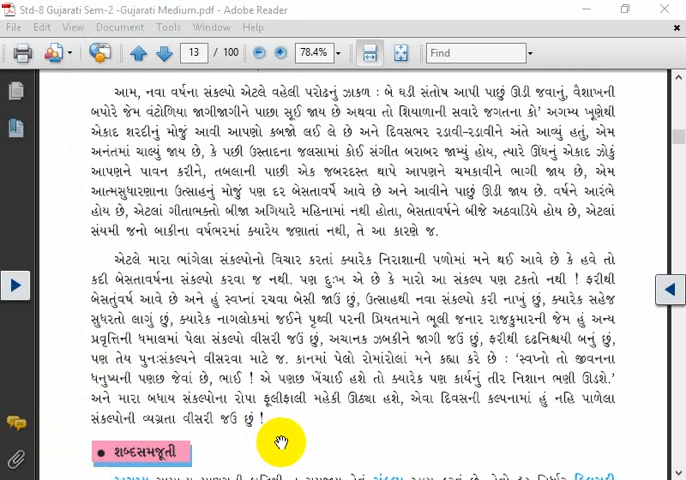 Std-8 Gujarati Sem-2 -Gujarati Medium.pdf - Adobe Reader
File Edit View Document Tools Window Help
13 / 100 78.4% Find
આમ, નવા વર્ષના સંકલ્પો એટલે વહેલી પરોઢનું ઝાકળ : બે ઘડી સંતોષ આપી પાછું ઊડી જવાનું, વૈશાખની
બપોરે જેમ વંટોળિયા જાગીજાગીને પાછા સૂઈ જાય છે અથવા તો શિયાળાની સવારે જગતના કો' અગમ્ય ખૂણેથી
એકાદ શરદીનું મોજું આવી આપણો કબજો લઈ લે છે અને દિવસભર રડાવી-રડાવીને અંતે આવ્યું હતું, એમ
અનંતમાં ચાલ્યું જાય છે, કે પછી ઉસ્તાદના જલસામાં કોઈ સંગીત બરાબર જામ્યું હોય, ત્યારે ઊંઘનું એકાદ ઝોકું
આપણને પાવન કરીને, તબલાની પાછી એક જબરદસ્ત થાપે આપણને ચમકાવીને ભાગી જાય છે, એમ
આત્મસુધારણાના ઉત્સાહનું મોજું પણ દર બેસતાવર્ષે આવે છે અને આવીને પાછું ઊડી જાય છે. વર્ષને આરંભે
હોય છે, એટલાં ગીતાભક્તો બીજા અગિયારે મહિનામાં નથી હોતા, બેસતાવર્ષને બીજે અઠવાડિયે હોય છે, એટલાં
સંયમી જનો બાકીના વર્ષભરમાં ક્યારેય જણાતાં નથી, તે આ કારણે જ.
એટલે મારા ભાંગેલા સંકલ્પોનો વિચાર કરતાં ક્યારેક નિરાશાની પળોમાં મને થઈ આવે છે કે હવે તો
કદી બેસતાવર્ષના સંકલ્પો કરવા જ નથી. પણ દુઃખ એ છે કે મારો આ સંકલ્પ પણ ટકતો નથી ! ફરીથી
બેસતુંવર્ષ આવે છે અને હું સ્વપ્નાં રચવા બેસી જાઉં છું, ઉત્સાહથી નવા સંકલ્પો કરી નાખું છું, ક્યારેક સહેજ
સુધરતો લાગું છું, ક્યારેક નાગલોકમાં જઈને પૃથ્વી પરની પ્રિયતમાને ભૂલી જનાર રાજકુમારની જેમ હું અન્ય
પ્રવૃત્તિની ધમાલમાં પેલા સંકલ્પો વીસરી જઉં છું, અચાનક ઝબકીને જાગી જઉં છું, ફરીથી દઢનિશ્ચયી બનું છું,
પણ તેય પુનઃસંકલ્પને વીસરવા માટે જ. કાનમાં પેલો રોમાંરોલાં મને કહ્યા કરે છે : 'સ્વપ્નો તો જીવનના
ધનુષ્યની પણછ જેવાં છે, ભાઈ ! એ પણછ ખેંચાઈ હશે તો ક્યારેક પણ કાર્યનું તીર નિશાન ભણી ઊડશે.'
અને મારા બધાય સંકલ્પોના રોપા ફૂલીફાલી મહેકી ઊઠ્યા હશે, એવા દિવસની કલ્પનામાં હું નહિ પાળેલા
સંકલ્પોની વ્યગ્રતા વીસરી જઉં છું !
• શબ્દસમજૂતી